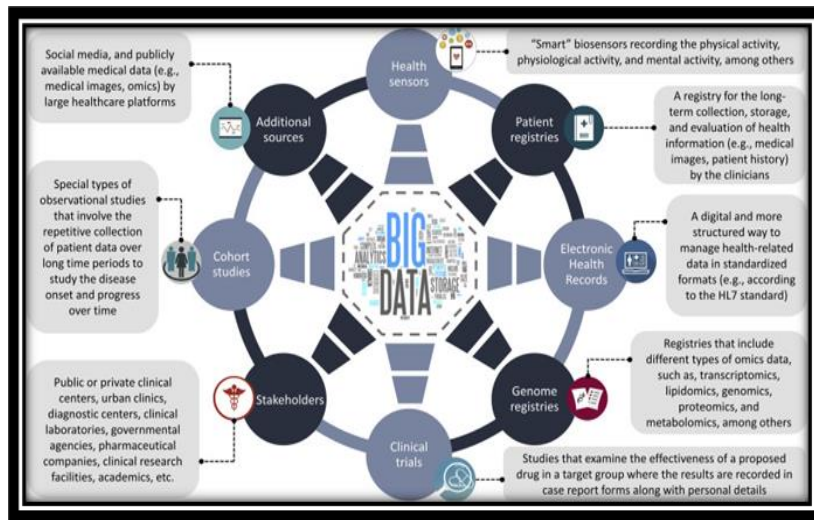 Social media, and publicly
available medical data (e.g.,
medical images, omics) by
large healthcare platforms
Additional
sources
Health
sensors
"Smart" biosensors recording the physical activity,
physiological activity, and mental activity, among others
Patient
registries
A registry for the long-
term collection, storage,
and evaluation of health
information (e.g., medical
images, patient history)
by the clinicians
Special types of
observational studies
that involve the
repetitive collection
of patient data over
long time periods to
study the disease
onset and progress
over time
Cohort
studies
BIG
DATA
ANALYTICS
STORAGE
Electronic
Health
Records
A digital and more
structured way to
manage health-related
data in standardized
formats (e.g., according
to the HL7 standard)
Public or private clinical
centers, urban clinics,
diagnostic centers, clinical
laboratories, governmental
agencies, pharmaceutical
companies, clinical research
facilities, academics, etc.
Stakeholders
Clinical
trials
Genome
registries
Registries that include
different types of omics data,
such as, transcriptomics,
lipidomics, genomics,
proteomics, and
metabolomics, among others
Studies that examine the effectiveness of a proposed
drug in a target group where the results are recorded in
case report forms along with personal details